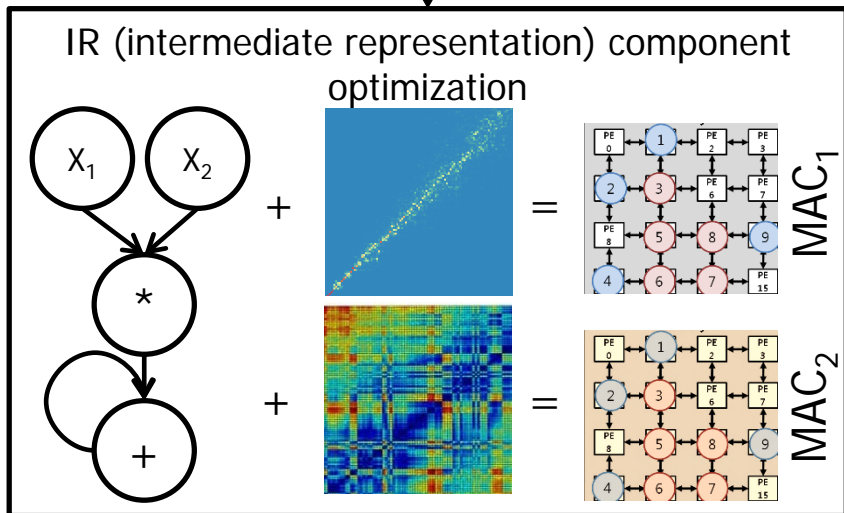 IR (intermediate representation) component
optimization
X₁ X₂
*
+
+
=
PE 0 1 PE 2 PE 3
2 3 PE 6 PE 7
PE 8 5 8 9
4 6 7 PE 15
MAC₁
+
=
PE 0 1 PE 2 PE 3
2 3 PE 6 PE 7
PE 8 5 8 9
4 6 7 PE 15
MAC₂